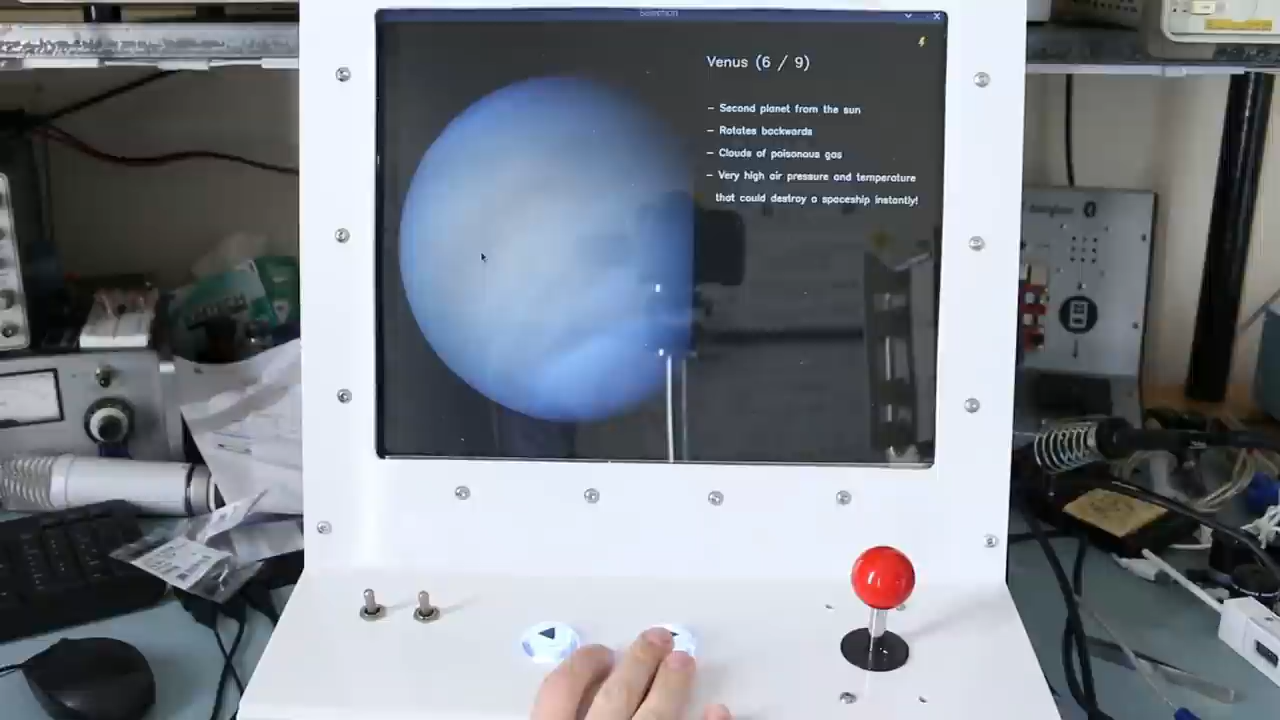 Venus (6 / 9)
- Second planet from the sun
- Rotates backwards
- Clouds of poisonous gas
- Very high air pressure and temperature
that could destroy a spaceship instantly!